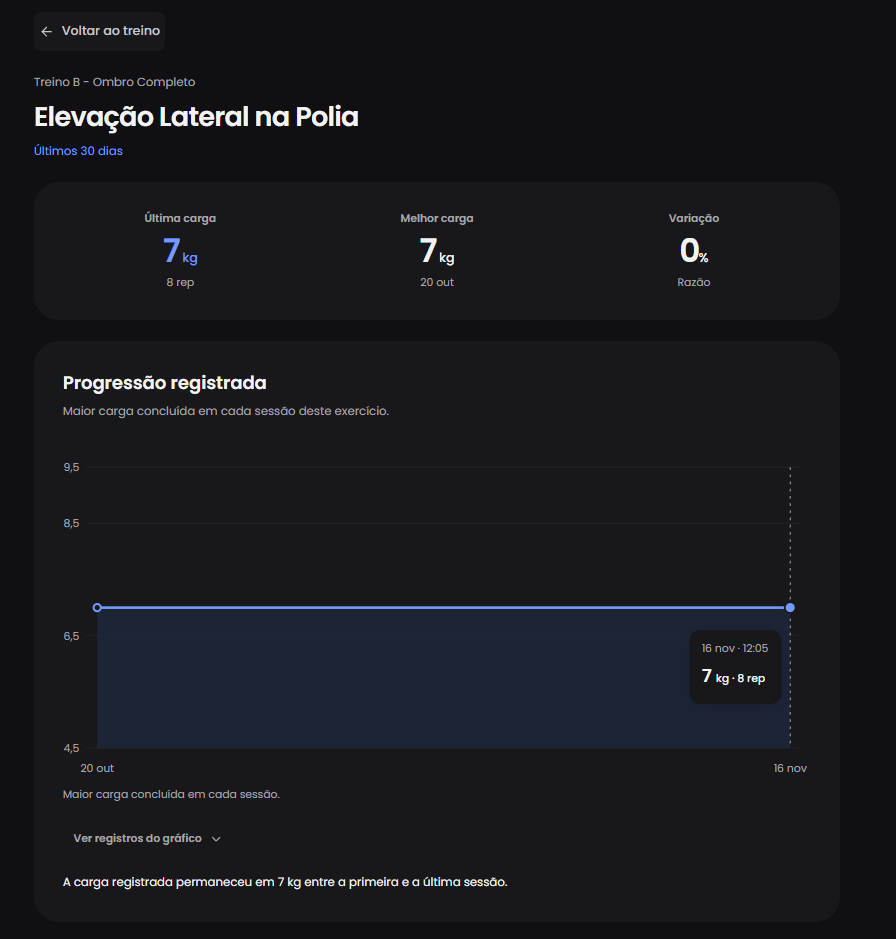 Voltar ao treino
Treino B - Ombro Completo
Elevação Lateral na Polia
Últimos 30 dias
Última carga
7 kg
8 rep
Melhor carga
7 kg
20 out
Variação
0%
Razão
Progressão registrada
Maior carga concluída em cada sessão deste exercício.
9,5
8,5
6,5
4,5
16 nov · 12:05
7 kg · 8 rep
20 out
16 nov
Maior carga concluída em cada sessão.
Ver registros do gráfico
A carga registrada permaneceu em 7 kg entre a primeira e a última sessão.